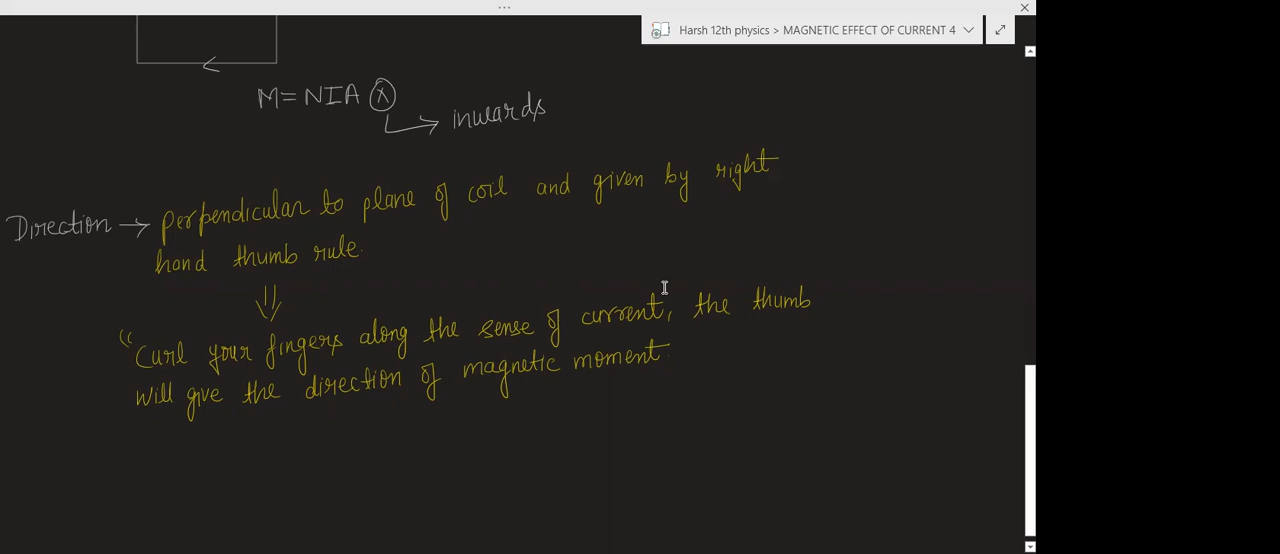 Harsh 12th physics > MAGNETIC EFFECT OF CURRENT 4
M = NIA ⓧ
inwards
Direction → Perpendicular to plane of coil and given by right
hand thumb rule.
⇓
"Curl your fingers along the sense of current, the thumb
will give the direction of magnetic moment.